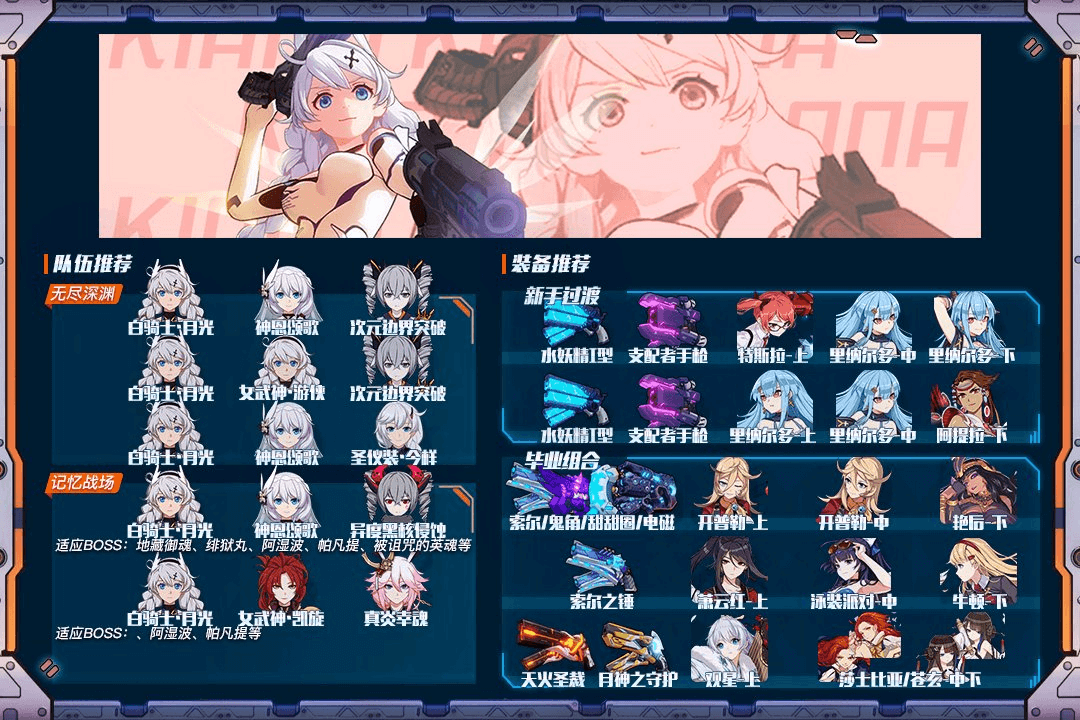 KIANA KIANA
KIANA
队伍推荐
无尽深渊
白骑士·月光 神恩颂歌 次元边界突破
白骑士·月光 女武神·游侠 次元边界突破
白骑士·月光 神恩颂歌 圣仪装·今样
记忆战场
白骑士·月光 神恩颂歌 异度黑核侵蚀
适应BOSS：地藏御魂、绯狱丸、阿湿波、帕凡提、被诅咒的英魂等
白骑士·月光 女武神·凯旋 真炎幸魂
适应BOSS：、阿湿波、帕凡提等
装备推荐
新手过渡
水妖精I型 支配者手枪 特斯拉-上 里纳尔多-中 里纳尔多-下
水妖精I型 支配者手枪 里纳尔多-上 里纳尔多-中 阿提拉-下
毕业组合
索尔/鬼角/甜甜圈/电磁 开普勒-上 开普勒-中 艳后-下
索尔之锤 萧云红-上 泳装派对-中 牛顿-下
天火圣裁 月神之守护 观星-上 莎士比亚/苍玄-中下